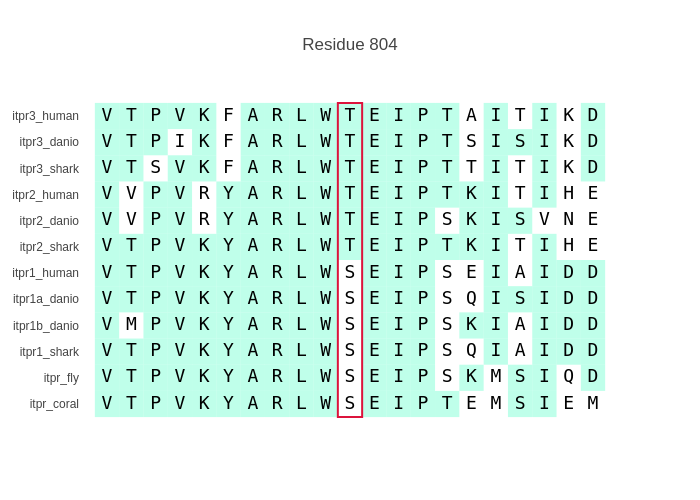 Residue 804
itpr3_human V T P V K F A R L W T E I P T A I T I K D
itpr3_danio V T P I K F A R L W T E I P T S I S I K D
itpr3_shark V T S V K F A R L W T E I P T T I T I K D
itpr2_human V V P V R Y A R L W T E I P T K I T I H E
itpr2_danio V V P V R Y A R L W T E I P S K I S V N E
itpr2_shark V T P V K Y A R L W T E I P T K I T I H E
itpr1_human V T P V K Y A R L W S E I P S E I A I D D
itpr1a_danio V T P V K Y A R L W S E I P S Q I S I D D
itpr1b_danio V M P V K Y A R L W S E I P S K I A I D D
itpr1_shark V T P V K Y A R L W S E I P S Q I A I D D
itpr_fly V T P V K Y A R L W S E I P S K M S I Q D
itpr_coral V T P V K Y A R L W S E I P T E M S I E M